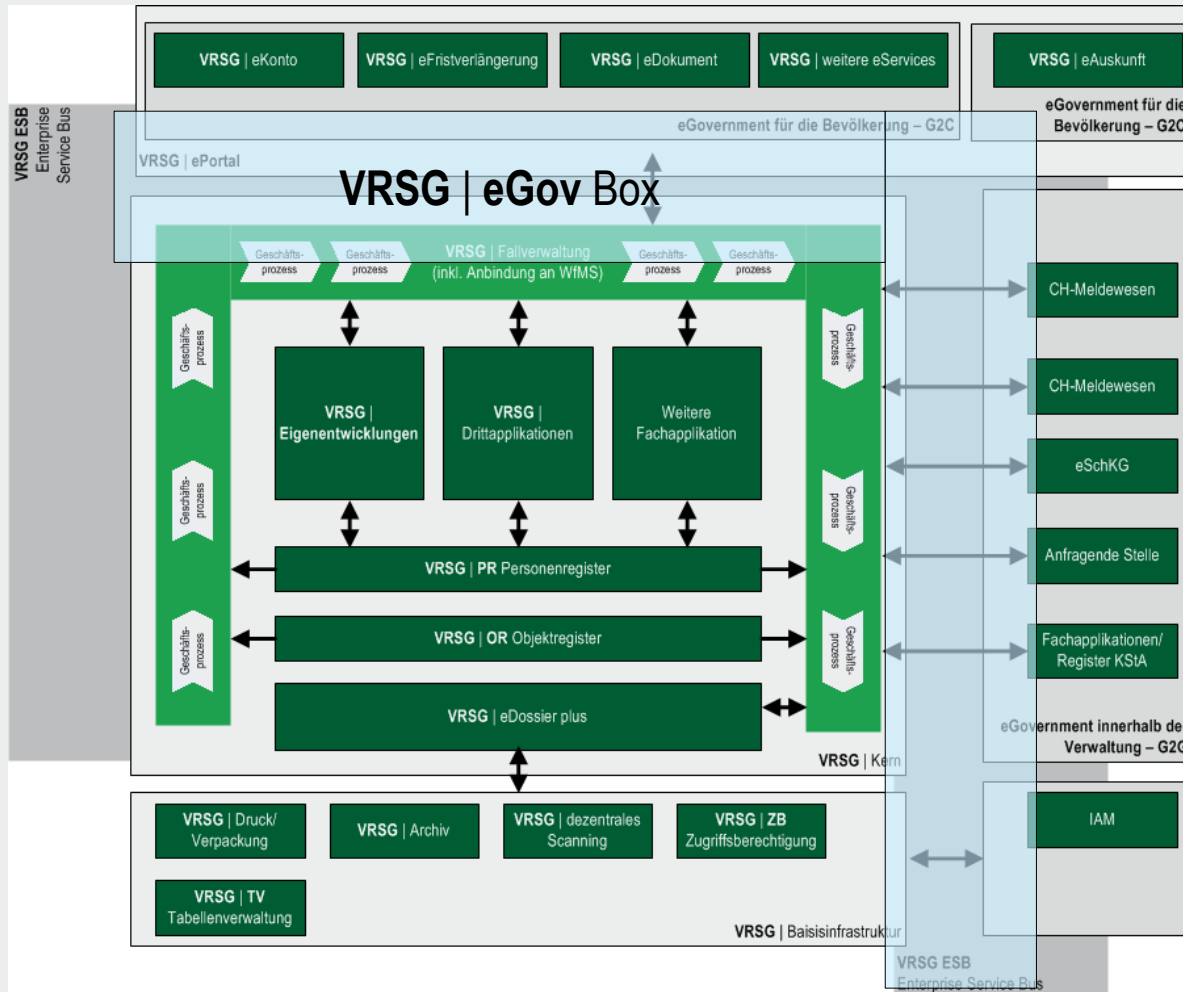 VRSG | eKonto
VRSG | eFristverlängerung
VRSG | eDokument
VRSG | weitere eServices
VRSG | eAuskunft
eGovernment für die Bevölkerung – G2C
eGovernment für die
Bevölkerung – G2C
VRSG | ePortal
VRSG ESB
Enterprise
Service Bus
VRSG | eGov Box
Geschäfts-
prozess
Geschäfts-
prozess
VRSG | Fallverwaltung
(inkl. Anbindung an WfMS)
Geschäfts-
prozess
Geschäfts-
prozess
Geschäfts-
prozess
Geschäfts-
prozess
Geschäfts-
prozess
VRSG |
Eigenentwicklungen
VRSG |
Drittapplikationen
Weitere
Fachapplikation
Geschäfts-
prozess
Geschäfts-
prozess
Geschäfts-
prozess
VRSG | PR Personenregister
VRSG | OR Objektregister
VRSG | eDossier plus
VRSG | Kern
CH-Meldewesen
CH-Meldewesen
eSchKG
Anfragende Stelle
Fachapplikationen/
Register KStA
eGovernment innerhalb de
Verwaltung – G2G
VRSG | Druck/
Verpackung
VRSG | Archiv
VRSG | dezentrales
Scanning
VRSG | ZB
Zugriffsberechtigung
VRSG | TV
Tabellenverwaltung
VRSG | Baisisinfrastruktur
IAM
VRSG ESB
Enterprise Service Bus